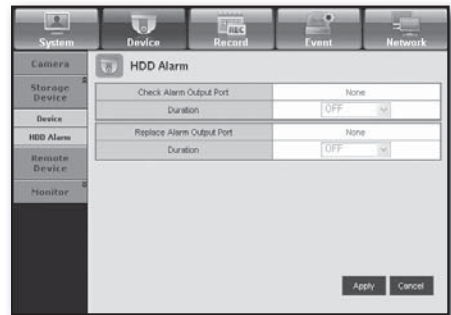 System Device Record Event Network
REC
Camera
Storage
Device
Device
HDD Alarm
Remote
Device
Monitor
HDD Alarm
Check Alarm Output Port None
Duration OFF
Replace Alarm Output Port None
Duration OFF
Apply Cancel